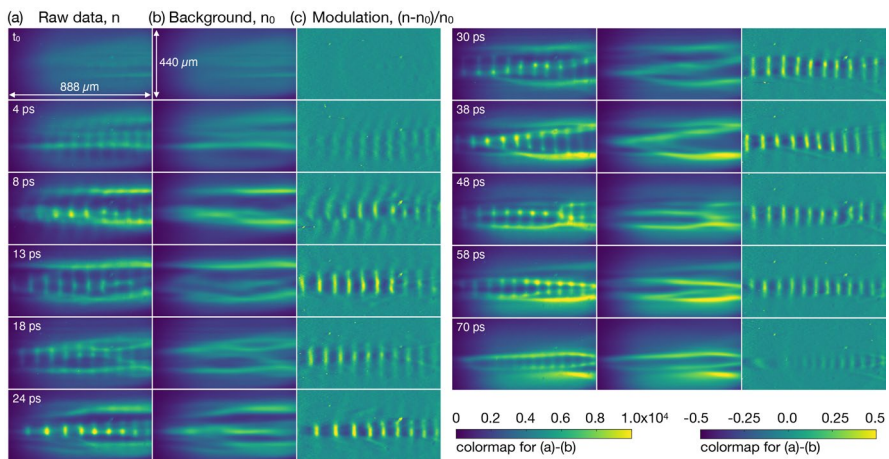 (a) Raw data, n (b) Background, n₀ (c) Modulation, (n-n₀)/n₀
t₀
440 µm
888 µm
4 ps
8 ps
13 ps
18 ps
24 ps
30 ps
38 ps
48 ps
58 ps
70 ps
0 0.2 0.4 0.6 0.8 1.0x10⁴
colormap for (a)-(b)
-0.5 -0.25 0.0 0.25 0.5
colormap for (a)-(b)